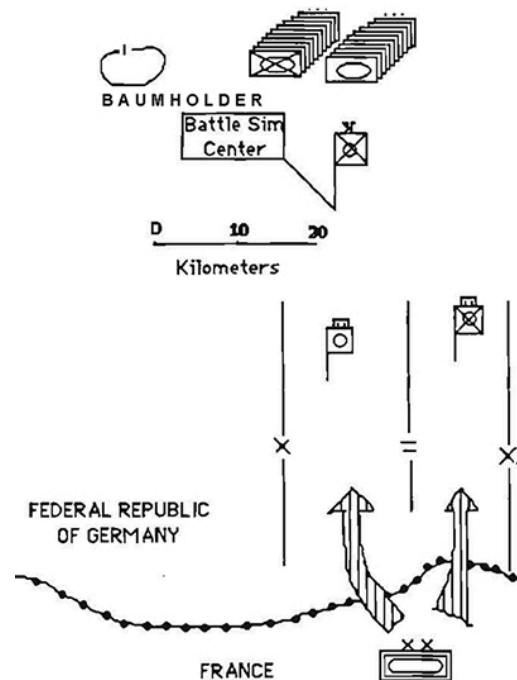 BAUMHOLDER
Battle Sim
Center
D 10 20
Kilometers
FEDERAL REPUBLIC
OF GERMANY
FRANCE